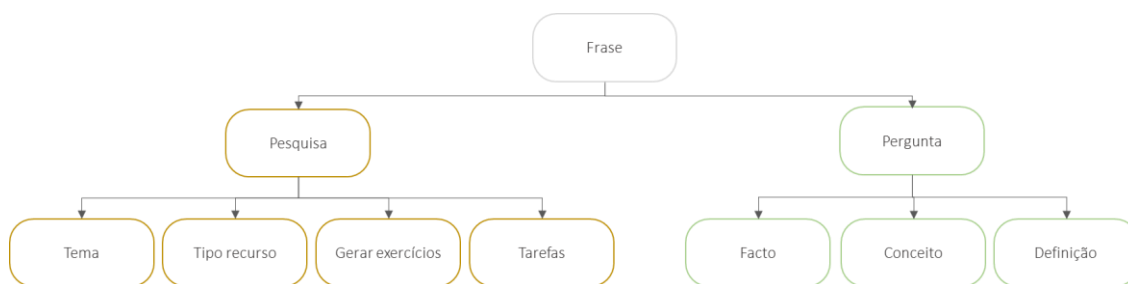 Frase
Pesquisa
Pergunta
Tema
Tipo recurso
Gerar exercícios
Tarefas
Facto
Conceito
Definição